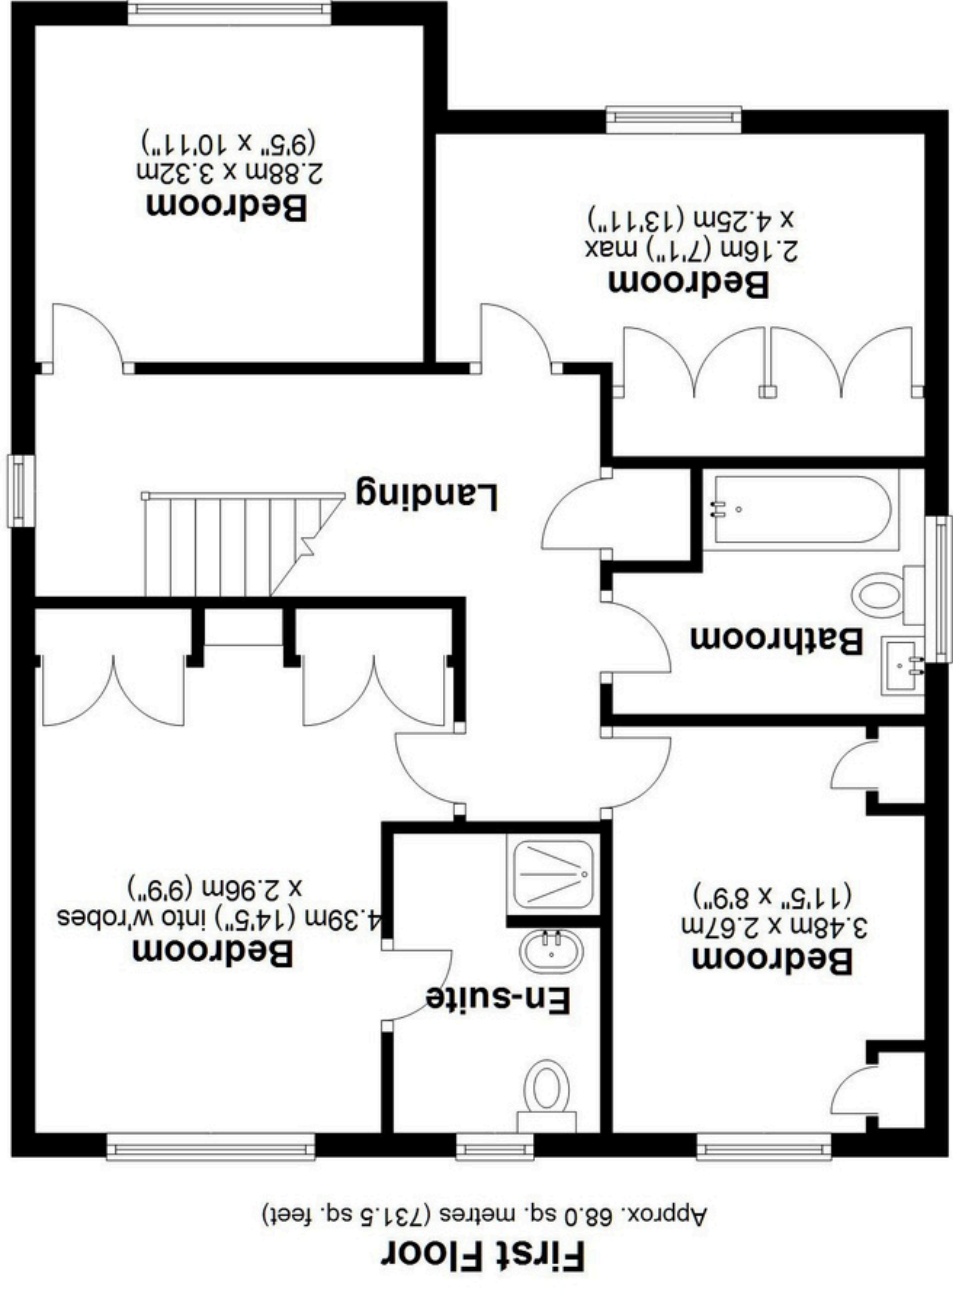 First Floor
Approx. 68.0 sq. metres (731.5 sq. feet)
Bedroom
3.48m x 2.67m
(11'5" x 8'9")
En-suite
Bedroom
4.39m (14'5") into w'robes
x 2.96m (9'9")
Bathroom
Landing
Bedroom
2.16m (7'1") max
x 4.25m (13'11")
Bedroom
2.88m x 3.32m
(9'5" x 10'11")